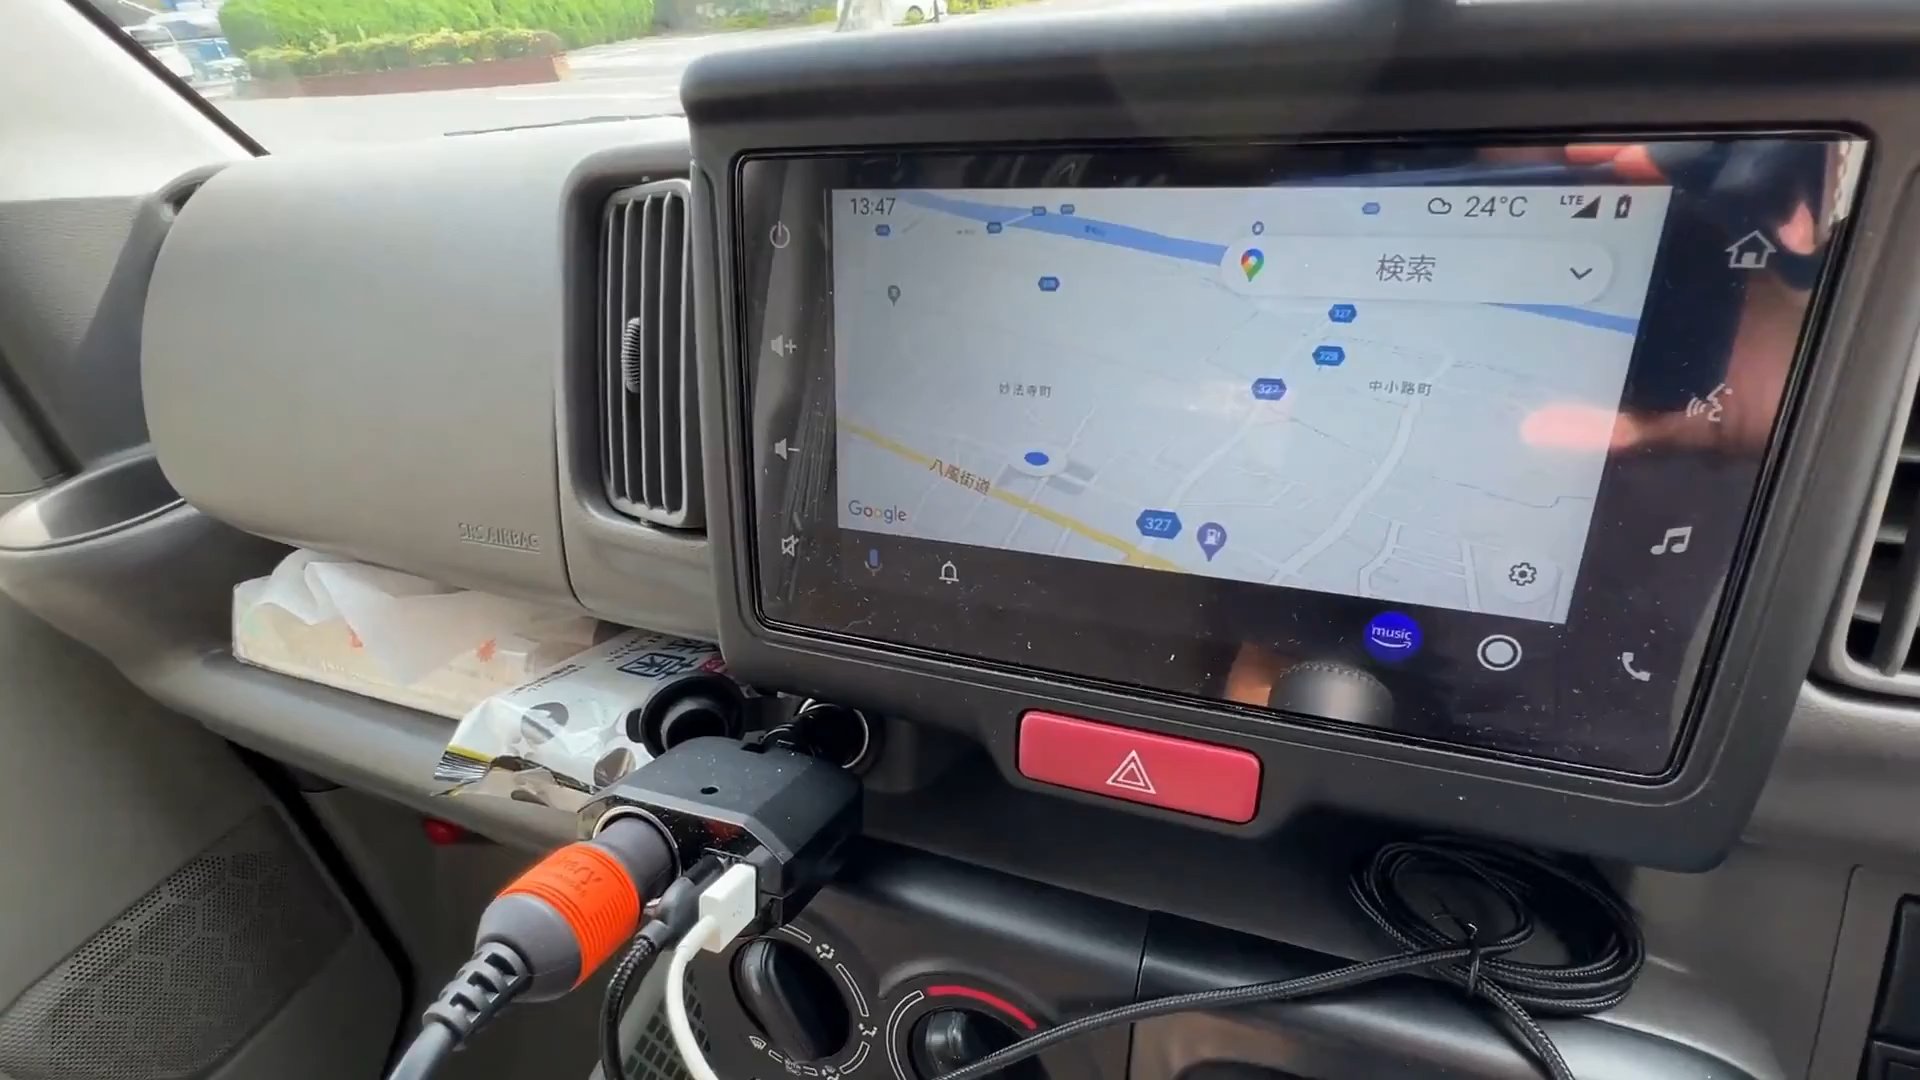 13:47
24°C
LTE
検索
327
328
327
妙法寺町
中小路町
八風街道
327
Google
music
SRS AIRBAG